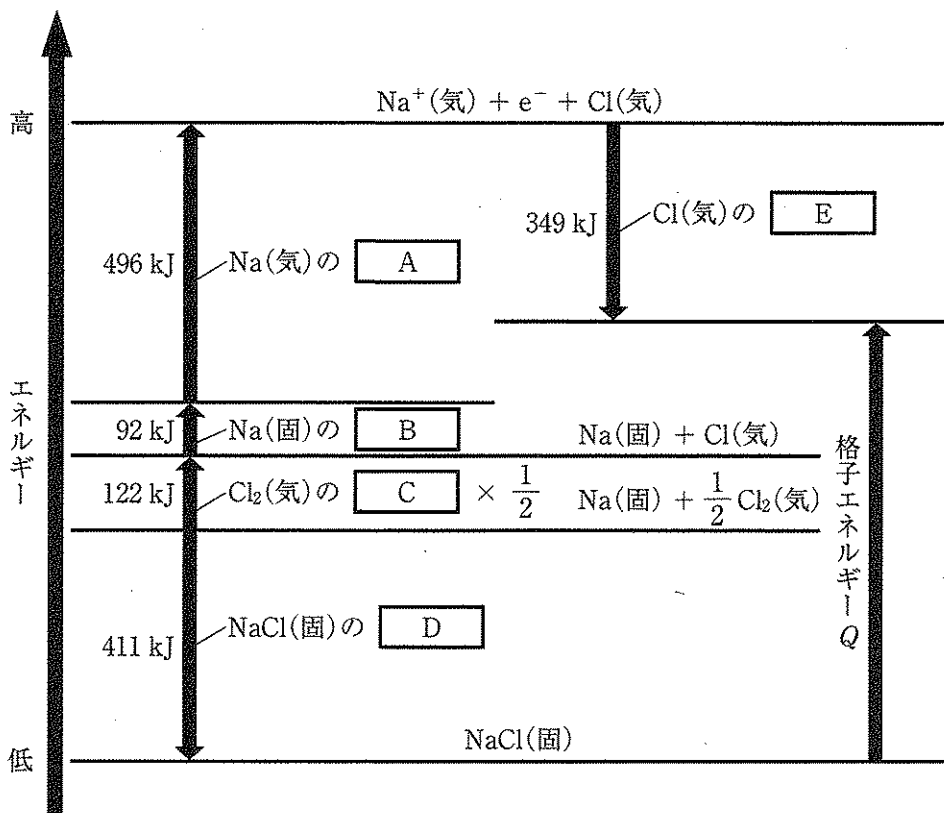 Na⁺(気) + e⁻ + Cl(気)
高
349 kJ Cl(気)の E
496 kJ Na(気)の A
エネルギー
92 kJ Na(固)の B
Na(固) + Cl(気)
122 kJ Cl₂(気)の C × 1/2
Na(固) + 1/2 Cl₂(気)
格子エネルギーQ
411 kJ NaCl(固)の D
NaCl(固)
低